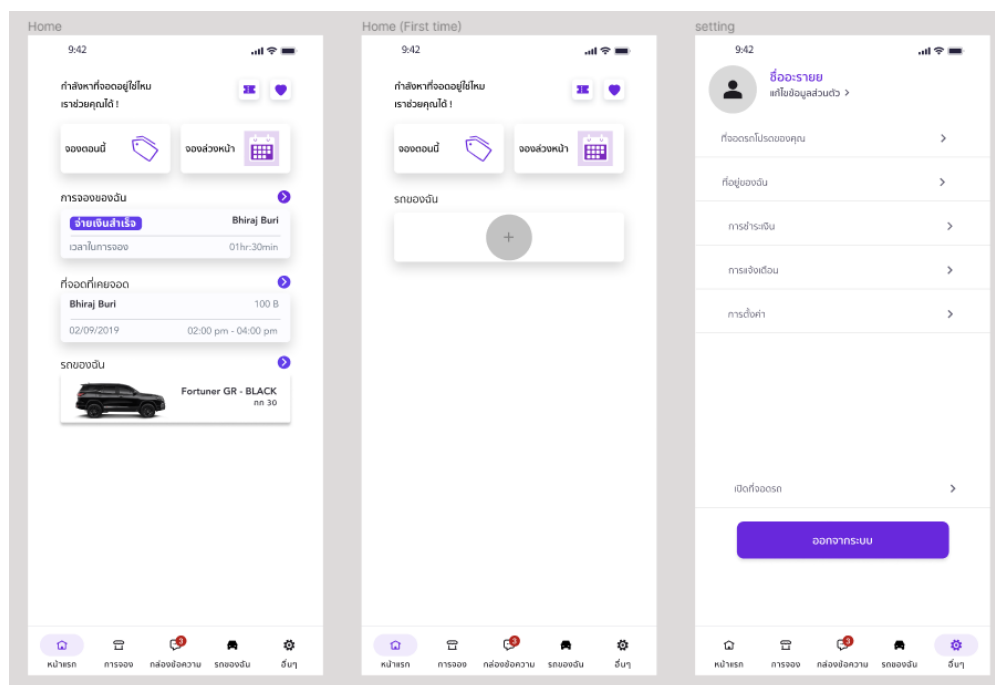 Home
9:42
กำลังหาที่จอดอยู่ใช่ไหม
เราช่วยคุณได้ !
จองตอนนี้
จองล่วงหน้า
การจองของฉัน
จ่ายเงินสำเร็จ
Bhiraj Buri
เวลาในการจอง
01hr:30min
ที่จอดที่เคยจอด
Bhiraj Buri
100 B
02/09/2019
02:00 pm - 04:00 pm
รถของฉัน
Fortuner GR - BLACK
กก 30
หน้าแรก
การจอง
3
กล่องข้อความ
รถของฉัน
อื่นๆ
Home (First time)
9:42
กำลังหาที่จอดอยู่ใช่ไหม
เราช่วยคุณได้ !
จองตอนนี้
จองล่วงหน้า
รถของฉัน
+
หน้าแรก
การจอง
3
กล่องข้อความ
รถของฉัน
อื่นๆ
setting
9:42
ชื่ออะรายย
แก้ไขข้อมูลส่วนตัว >
ที่จอดรถโปรดของคุณ
ที่อยู่ของฉัน
การชำระเงิน
การแจ้งเตือน
การตั้งค่า
เปิดที่จอดรถ
ออกจากระบบ
หน้าแรก
การจอง
3
กล่องข้อความ
รถของฉัน
อื่นๆ